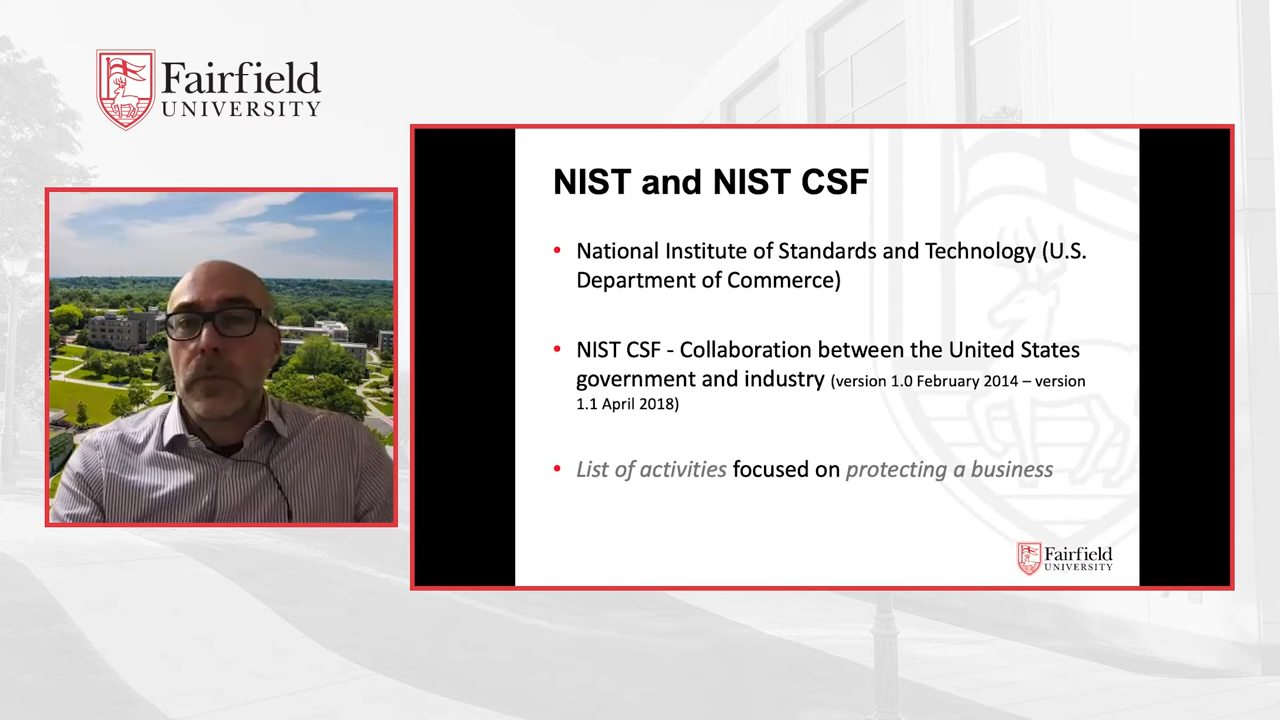 Fairfield
UNIVERSITY
NIST and NIST CSF
• National Institute of Standards and Technology (U.S.
Department of Commerce)
• NIST CSF - Collaboration between the United States
government and industry (version 1.0 February 2014 – version
1.1 April 2018)
• List of activities focused on protecting a business
Fairfield
UNIVERSITY